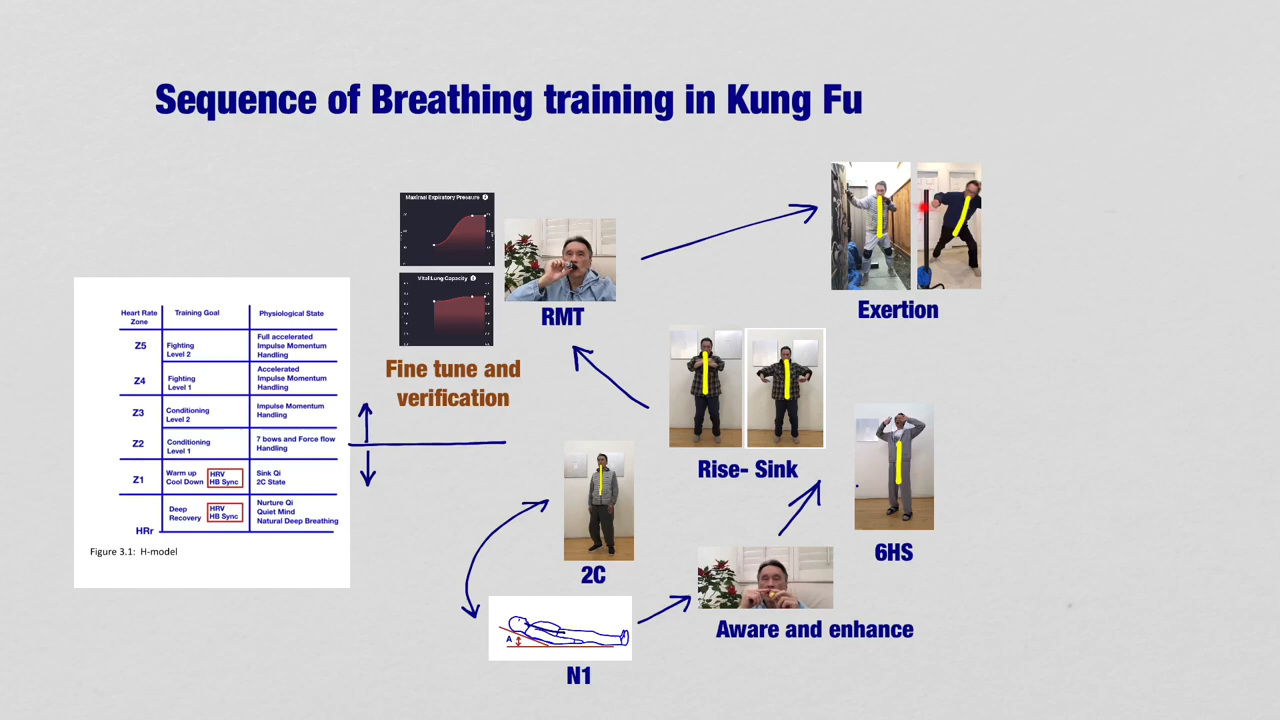 Sequence of Breathing training in Kung Fu
Maximal Expiratory Pressure
Vital Lung Capacity
RMT
Fine tune and
verification
Exertion
Rise- Sink
6HS
2C
Aware and enhance
N1
A
Heart Rate
Zone
Training Goal
Physiological State
Z5
Fighting
Level 2
Full accelerated
Impulse Momentum
Handling
Z4
Fighting
Level 1
Accelerated
Impulse Momentum
Handling
Z3
Conditioning
Level 2
Impulse Momentum
Handling
Z2
Conditioning
Level 1
7 bows and Force flow
Handling
Z1
Warm up
Cool Down
HRV
HB Sync
Sink Qi
2C State
HRr
Deep
Recovery
HRV
HB Sync
Nurture Qi
Quiet Mind
Natural Deep Breathing
Figure 3.1: H-model